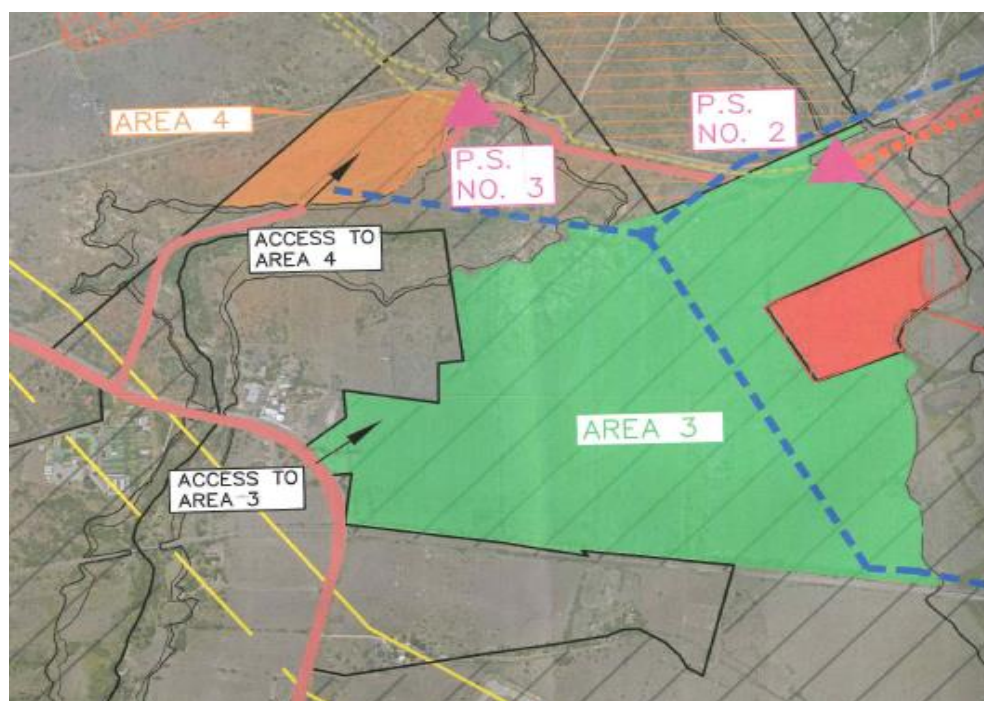 AREA 4
P.S.
NO. 2
P.S.
NO. 3
ACCESS TO
AREA 4
AREA 3
ACCESS TO
AREA 3